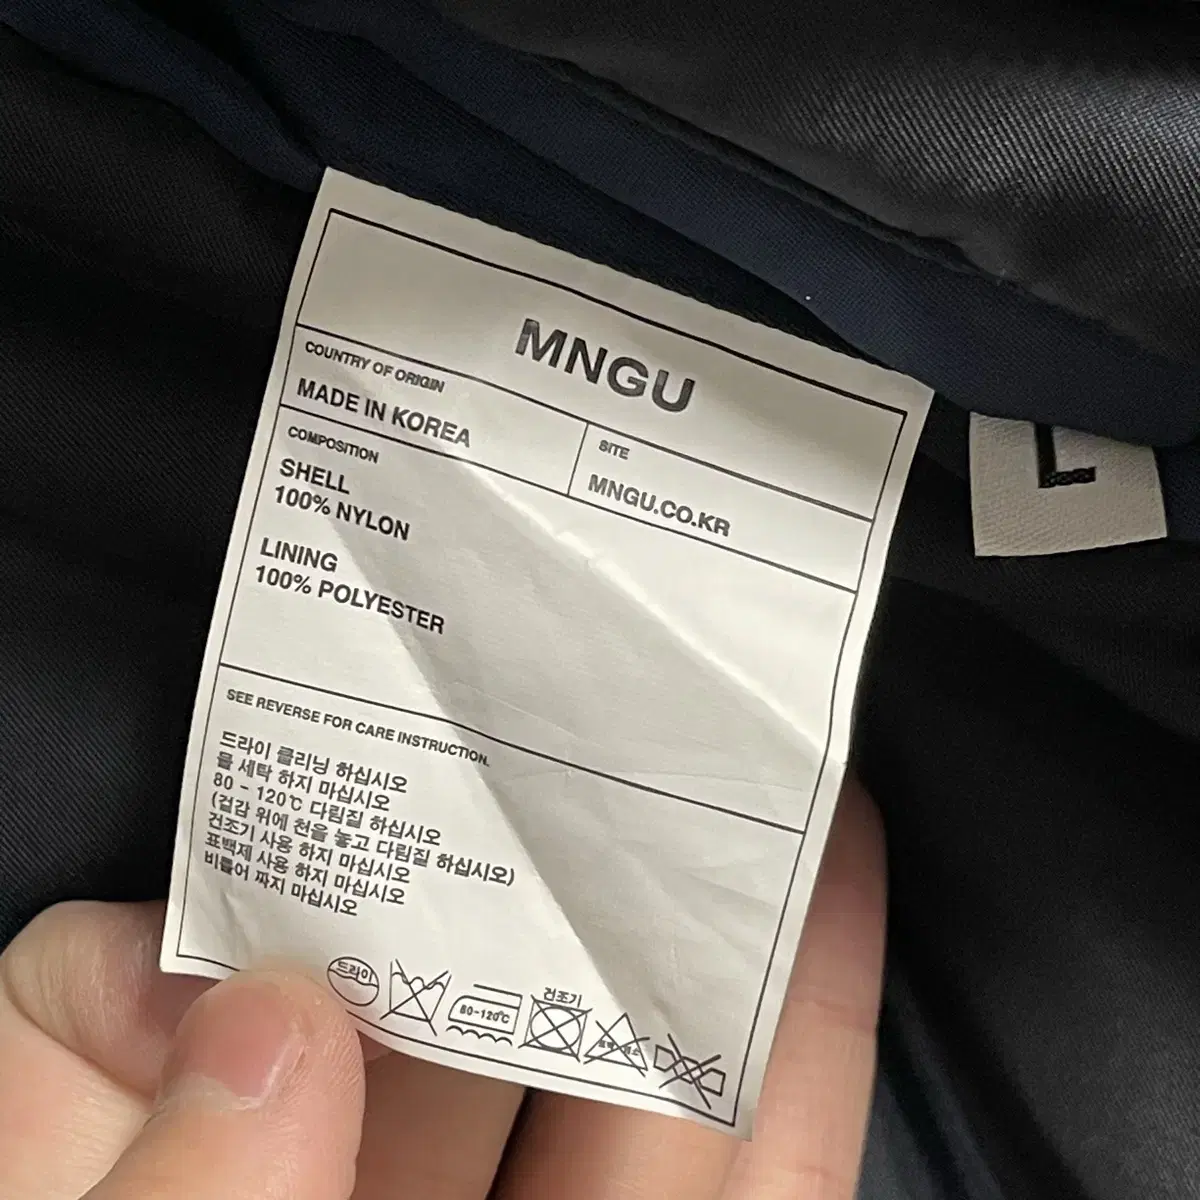 MNGU
COUNTRY OF ORIGIN
MADE IN KOREA
SITE
MNGU.CO.KR
COMPOSITION
SHELL
100% NYLON
LINING
100% POLYESTER
SEE REVERSE FOR CARE INSTRUCTION.
드라이 클리닝 하십시오
물 세탁 하지 마십시오
80 - 120℃ 다림질 하십시오
(겉감 위에 천을 놓고 다림질 하십시오)
건조기 사용 하지 마십시오
표백제 사용 하지 마십시오
비틀어 짜지 마십시오
드라이
80-120℃
건조기
L